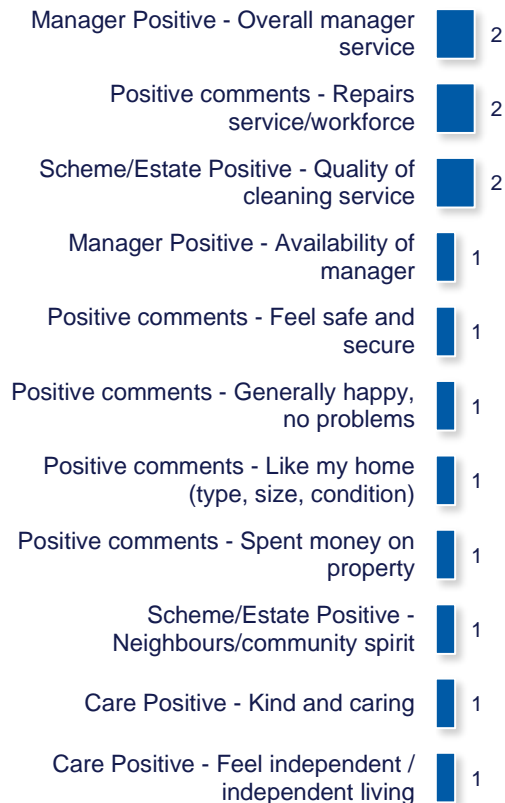 Manager Positive - Overall manager
service
2
Positive comments - Repairs
service/workforce
2
Scheme/Estate Positive - Quality of
cleaning service
2
Manager Positive - Availability of
manager
1
Positive comments - Feel safe and
secure
1
Positive comments - Generally happy,
no problems
1
Positive comments - Like my home
(type, size, condition)
1
Positive comments - Spent money on
property
1
Scheme/Estate Positive -
Neighbours/community spirit
1
Care Positive - Kind and caring
1
Care Positive - Feel independent /
independent living
1